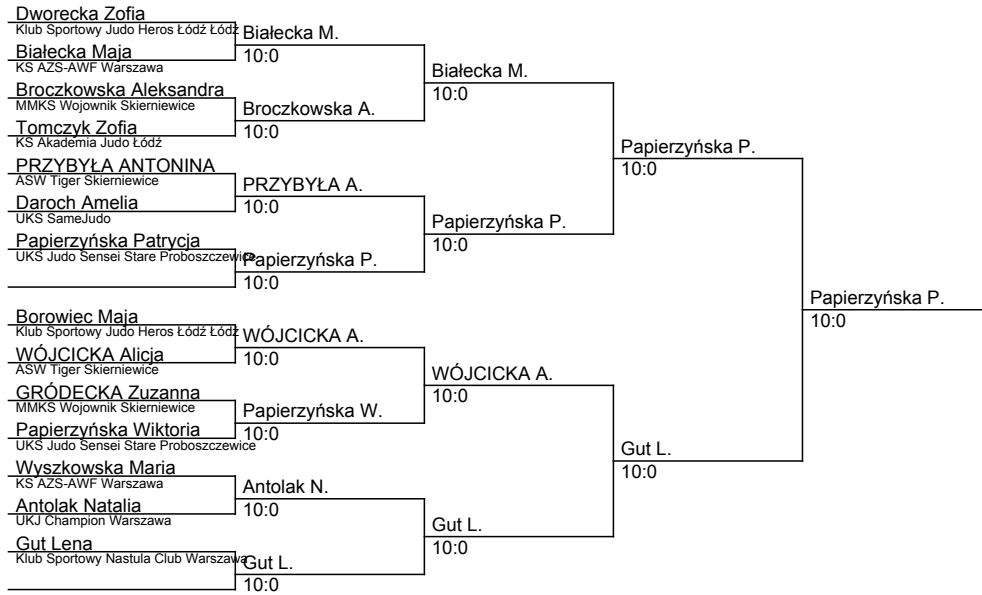 Dworecka Zofia
Klub Sportowy Judo Heros Łódź Łódź
Białecka M.
10:0
Białecka Maja
KS AZS-AWF Warszawa
Białecka M.
10:0
Broczkowska Aleksandra
MMKS Wojownik Skierniewice
Broczkowska A.
10:0
Tomczyk Zofia
KS Akademia Judo Łódź
Papierzyńska P.
10:0
PRZYBYŁA ANTONINA
ASW Tiger Skierniewice
PRZYBYŁA A.
10:0
Daroch Amelia
UKS SameJudo
Papierzyńska P.
10:0
Papierzyńska Patrycja
UKS Judo Sensei Stare Proboszczewice
Papierzyńska P.
10:0
Papierzyńska P.
10:0
Borowiec Maja
Klub Sportowy Judo Heros Łódź Łódź
WÓJCICKA A.
10:0
WÓJCICKA Alicja
ASW Tiger Skierniewice
WÓJCICKA A.
10:0
GRÓDECKA Zuzanna
MMKS Wojownik Skierniewice
Papierzyńska W.
10:0
Papierzyńska Wiktoria
UKS Judo Sensei Stare Proboszczewice
Gut L.
10:0
Wyszkowska Maria
KS AZS-AWF Warszawa
Antolak N.
10:0
Antolak Natalia
UKJ Champion Warszawa
Gut L.
10:0
Gut Lena
Klub Sportowy Nastula Club Warszawa
Gut L.
10:0